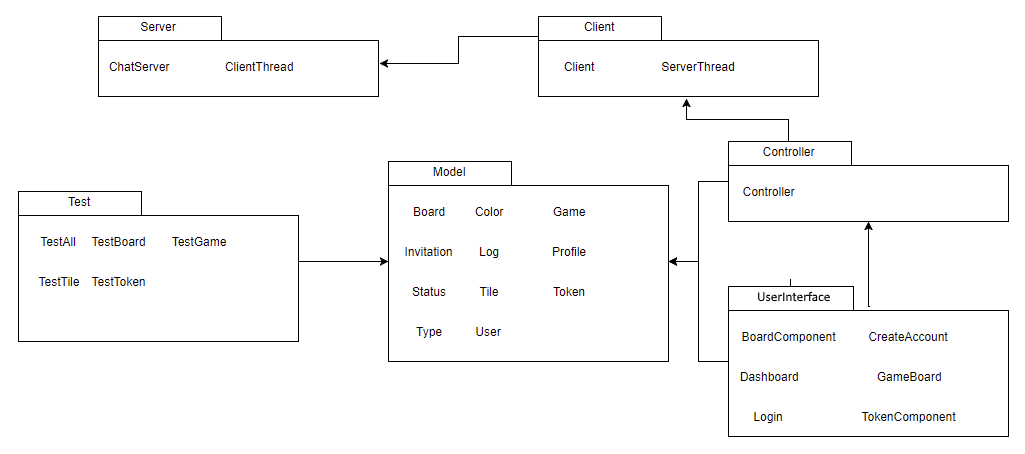 Server
ChatServer ClientThread
Client
Client ServerThread
Controller
Controller
Model
Board Color Game
Invitation Log Profile
Status Tile Token
Type User
Test
TestAll TestBoard TestGame
TestTile TestToken
UserInterface
BoardComponent CreateAccount
Dashboard GameBoard
Login TokenComponent